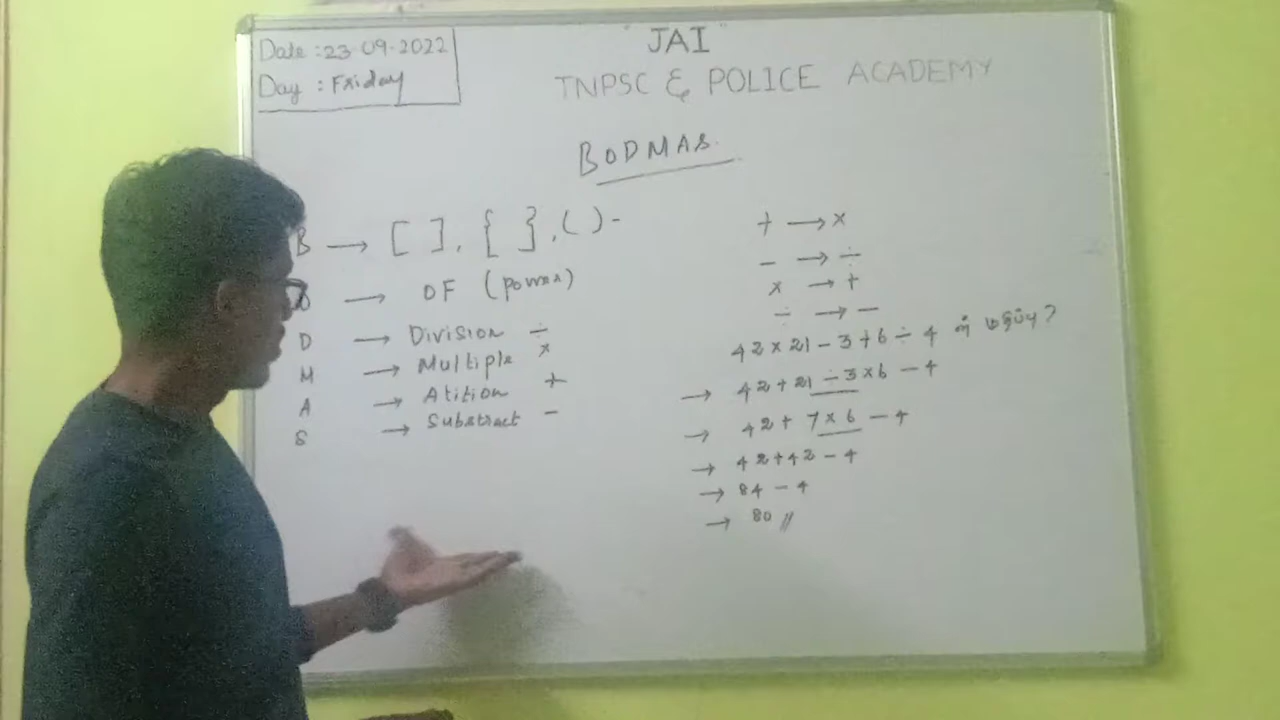 Date : 23-09-2022
Day : Friday
"JAI"
TNPSC & POLICE ACADEMY
BODMAS.
B → [ ], { }, ( ) -
O → OF (power)
D → Division ÷
M → Multiple ×
A → Atition +
S → Substract -
+ → ×
- → ÷
× → +
÷ → -
42 × 21 - 3 + 6 ÷ 4 ன் மதிப்பு ?
→ 42 + 21 ÷ 3 × 6 - 4
→ 42 + 7 × 6 - 4
→ 42 + 42 - 4
→ 84 - 4
→ 80 //